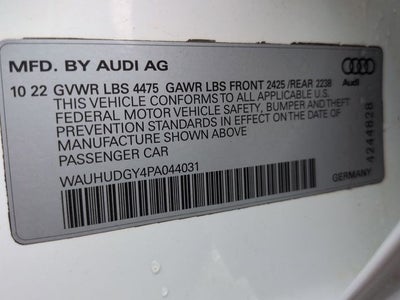 MFD. BY AUDI AG
10 22 GVWR LBS 4475 GAWR LBS FRONT 2425 /REAR 2238
THIS VEHICLE CONFORMS TO ALL APPLICABLE U.S.
FEDERAL MOTOR VEHICLE SAFETY, BUMPER AND THEFT
PREVENTION STANDARDS IN EFFECT ON THE DATE OF
MANUFACTURE SHOWN ABOVE
PASSENGER CAR
WAUHUDGY4PA044031
GERMANY
Audi
4244828